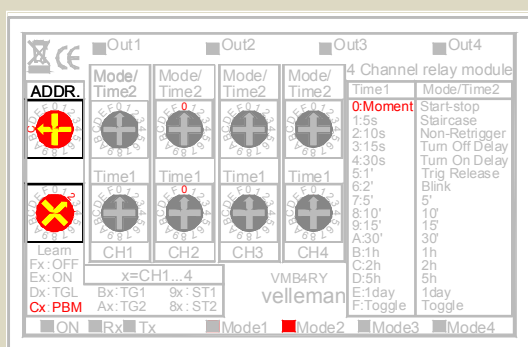 Out1 Out2 Out3 Out4
4 Channel relay module
ADDR. Mode/ Time2 Mode/ Time2 Mode/ Time2 Mode/ Time2
Time1 Mode/Time2
0:Moment Start-stop
1:5s Staircase
2:10s Non-Retrigger
3:15s Turn Off Delay
4:30s Turn On Delay
5:1' Trig Release
6:2' Blink
7:5' 5'
8:10' 10'
9:15' 15'
A:30' 30'
B:1h 1h
C:2h 2h
D:5h 5h
E:1day 1day
F:Toggle Toggle
Time1 Time1 Time1 Time1
CH1 CH2 CH3 CH4
Learn
Fx:OFF
Ex:ON
Dx:TGL
Cx:PBM
x=CH1...4
Bx:TG1 9x:ST1
Ax:TG2 8x:ST2
VMB4RY
velleman
ON Rx Tx Mode1 Mode2 Mode3 Mode4